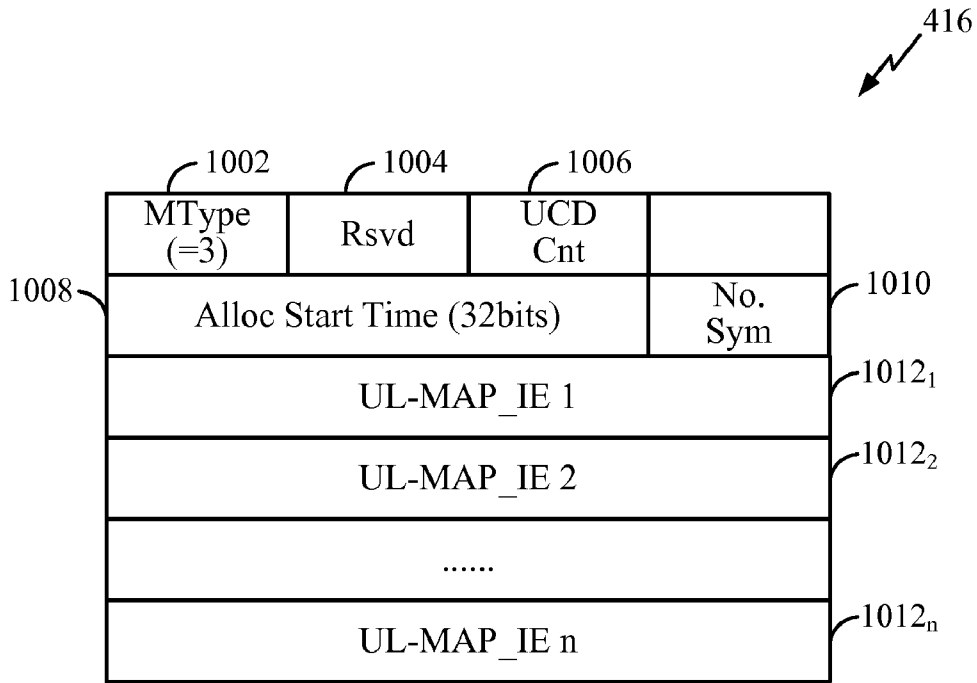 416
1002
1004
1006
MType
(=3)
Rsvd
UCD
Cnt
1008
Alloc Start Time (32bits)
No.
Sym
1010
UL-MAP_IE 1
1012₁
UL-MAP_IE 2
1012₂
......
UL-MAP_IE n
1012ₙ